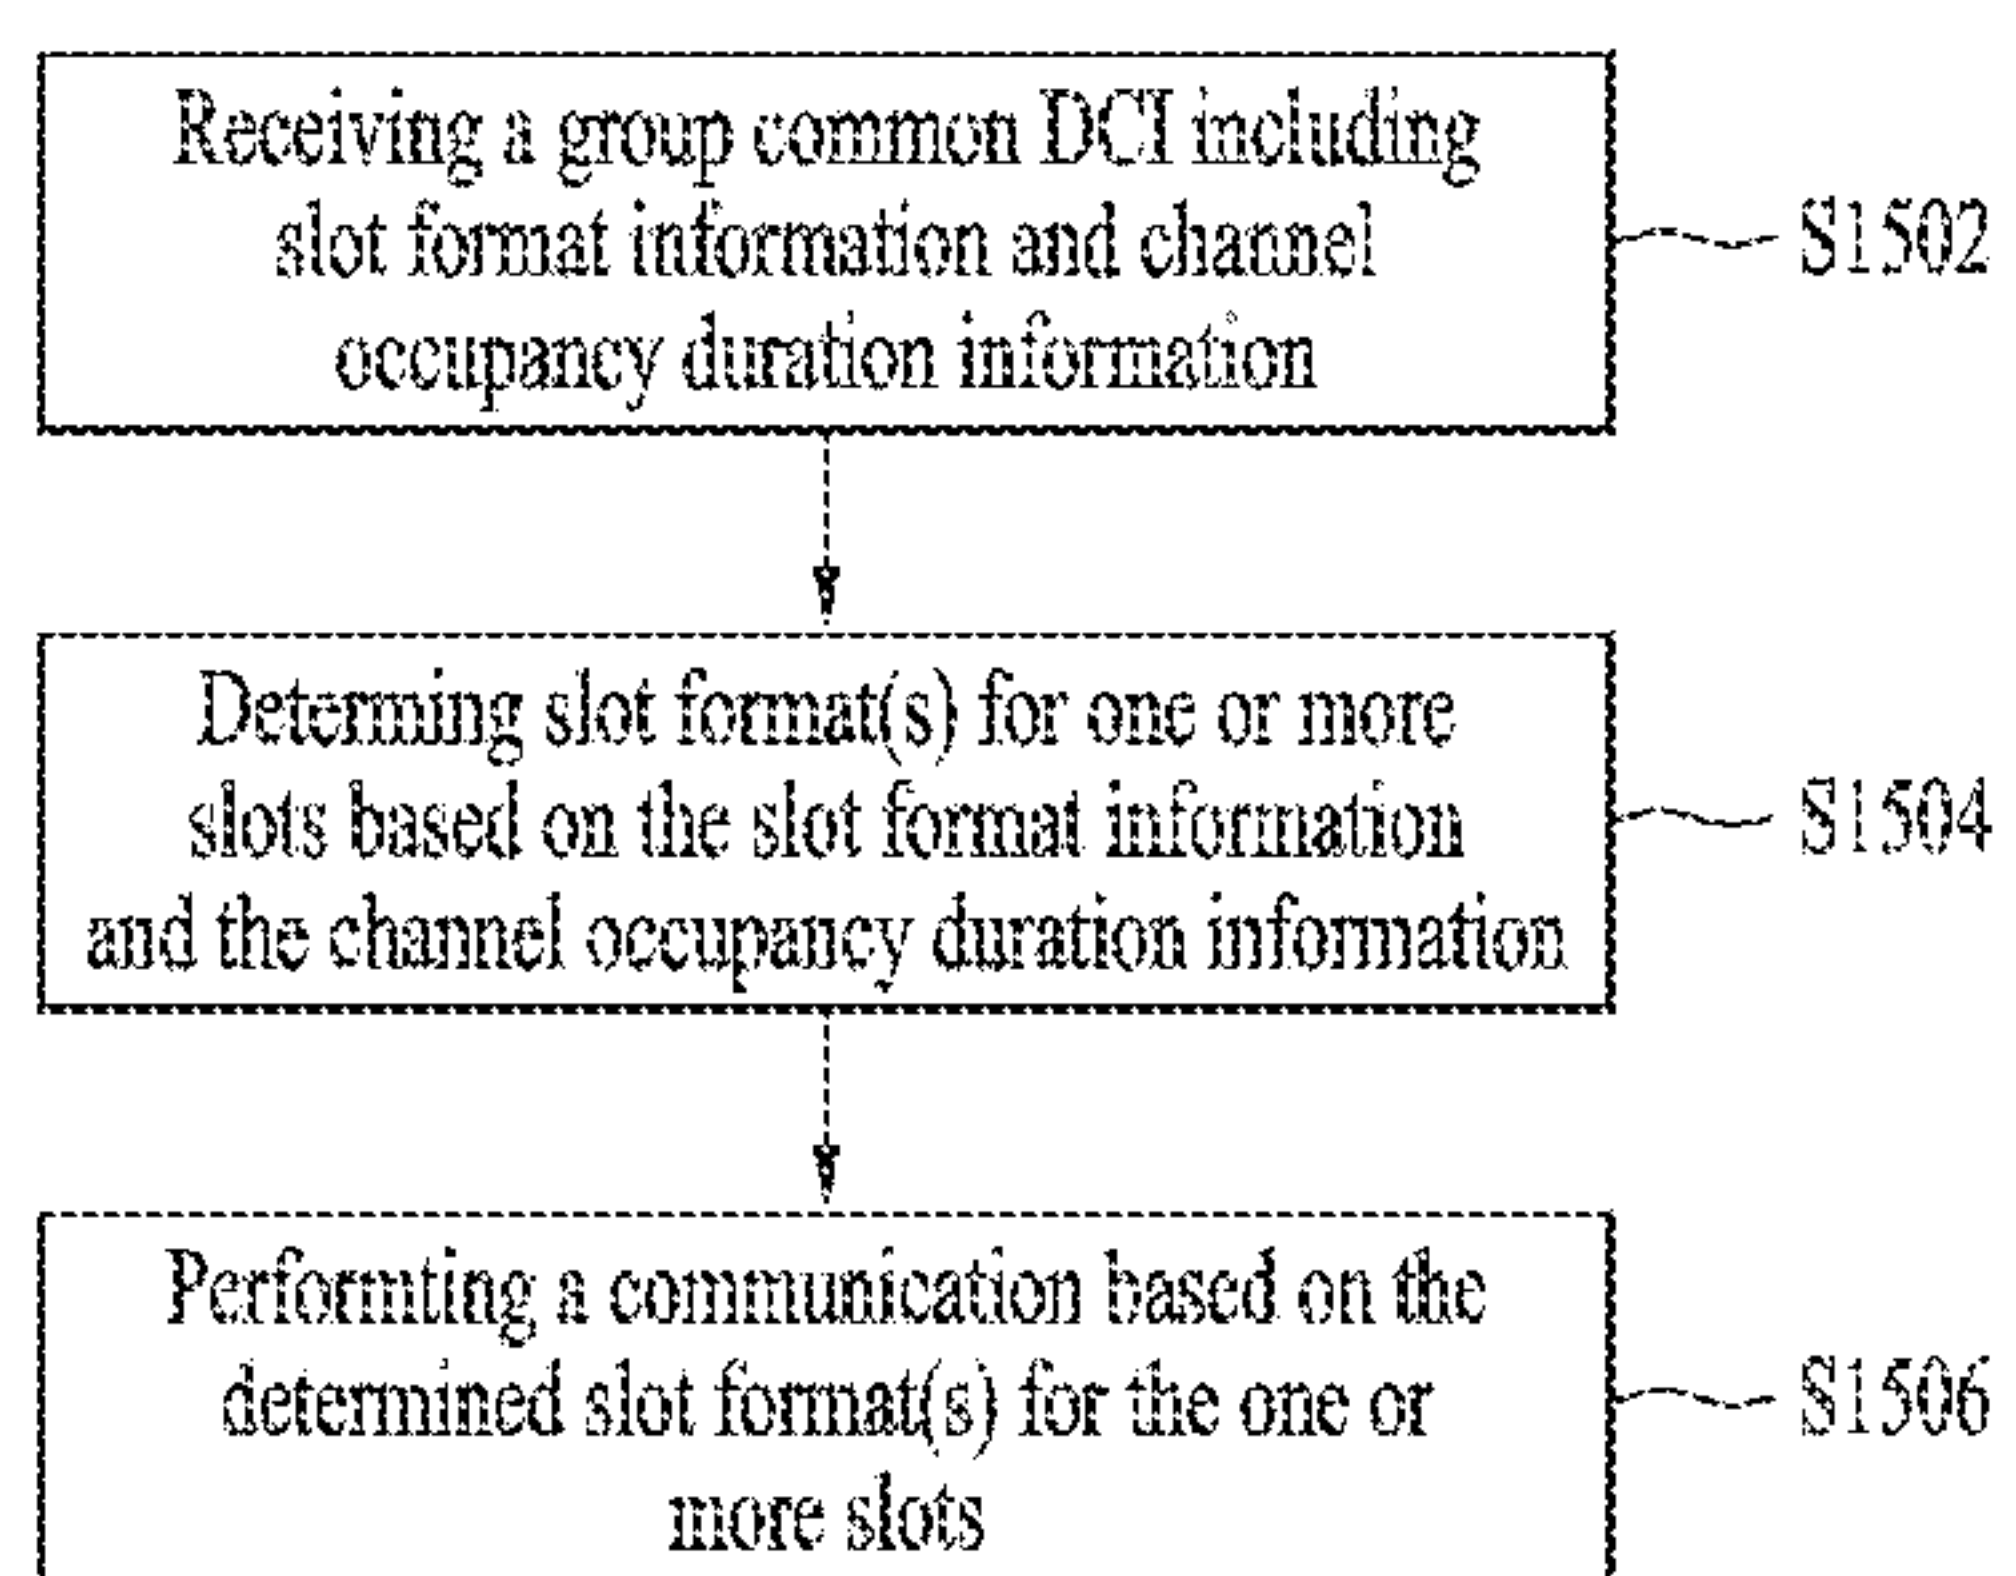 Receiving a group common DCI including
slot format information and channel
occupancy duration information
S1502
Determing slot format(s) for one or more
slots based on the slot format information
and the channel occupancy duration information
S1504
Performting a communication based on the
determined slot format(s) for the one or
more slots
S1506